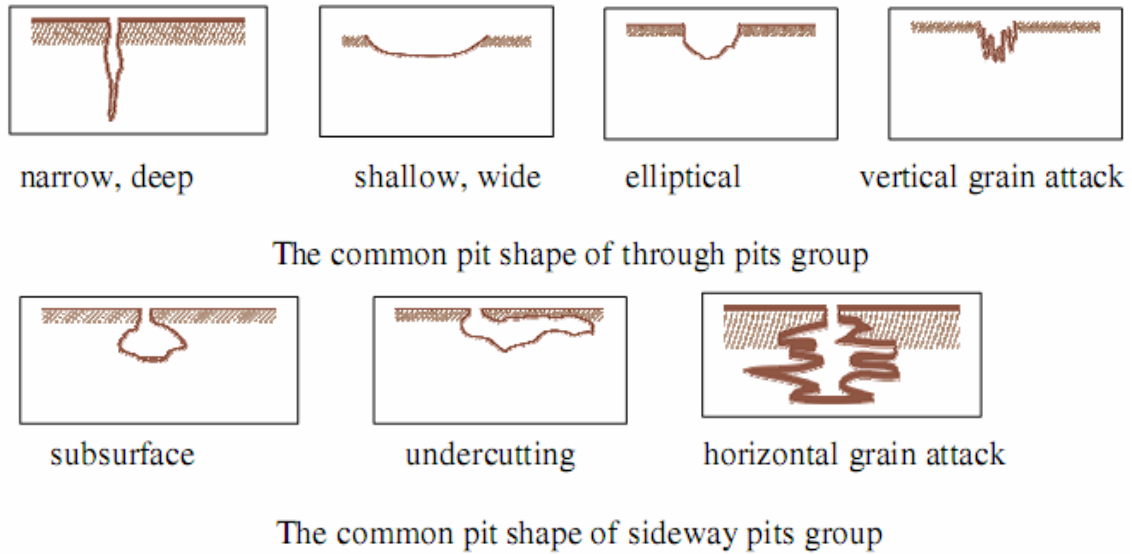 narrow, deep
shallow, wide
elliptical
vertical grain attack
The common pit shape of through pits group
subsurface
undercutting
horizontal grain attack
The common pit shape of sideway pits group